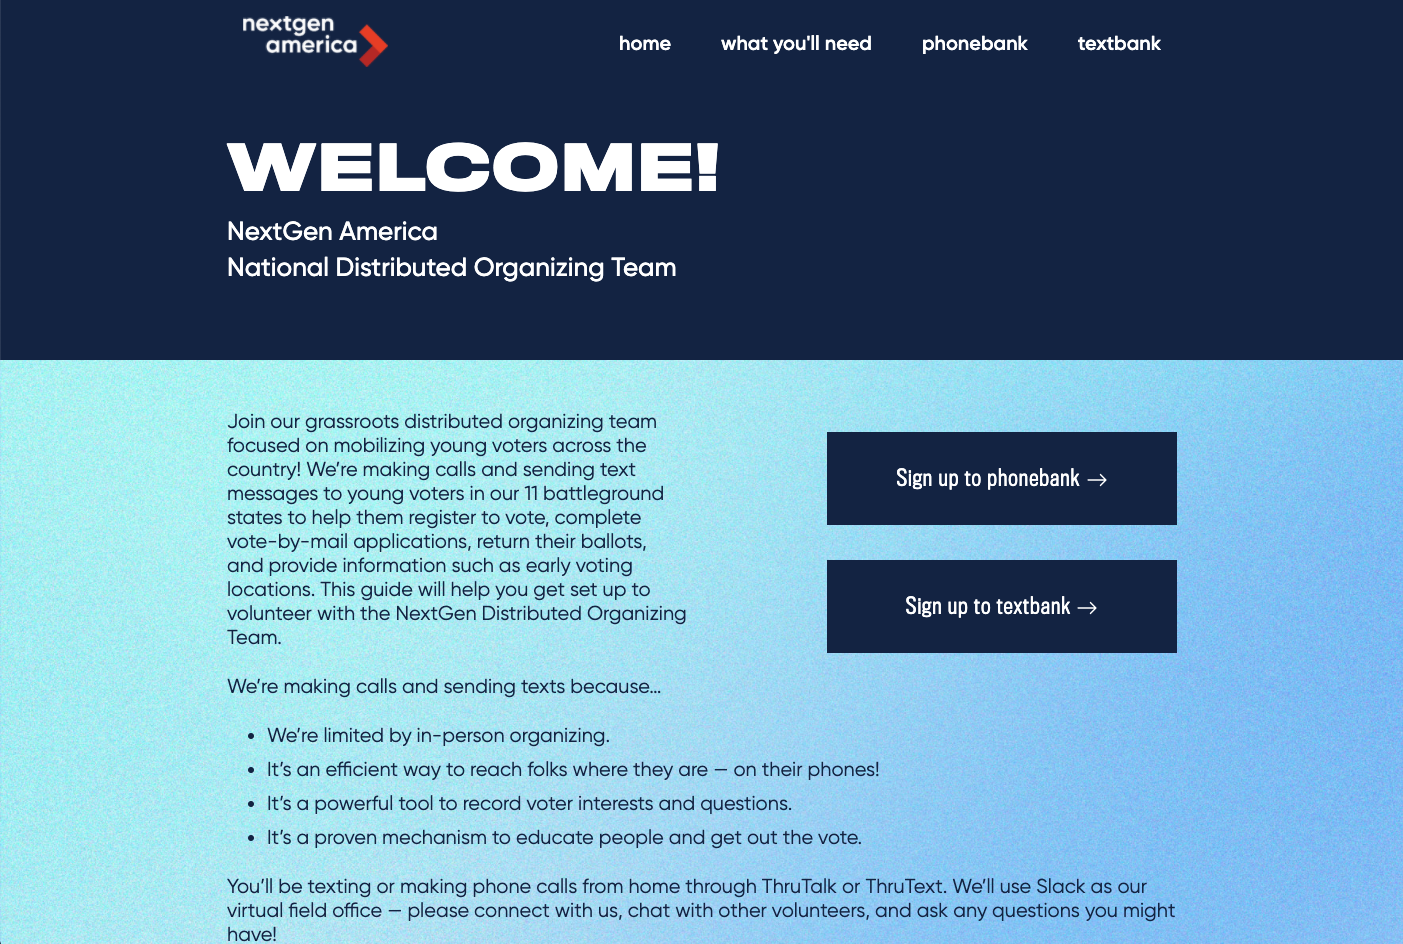 nextgen
america
home what you'll need phonebank textbank
WELCOME!
NextGen America
National Distributed Organizing Team
Join our grassroots distributed organizing team
focused on mobilizing young voters across the
country! We’re making calls and sending text
messages to young voters in our 11 battleground
states to help them register to vote, complete
vote-by-mail applications, return their ballots,
and provide information such as early voting
locations. This guide will help you get set up to
volunteer with the NextGen Distributed Organizing
Team.
Sign up to phonebank →
Sign up to textbank →
We’re making calls and sending texts because…
• We’re limited by in-person organizing.
• It’s an efficient way to reach folks where they are — on their phones!
• It’s a powerful tool to record voter interests and questions.
• It’s a proven mechanism to educate people and get out the vote.
You’ll be texting or making phone calls from home through ThruTalk or ThruText. We’ll use Slack as our
virtual field office — please connect with us, chat with other volunteers, and ask any questions you might
have!